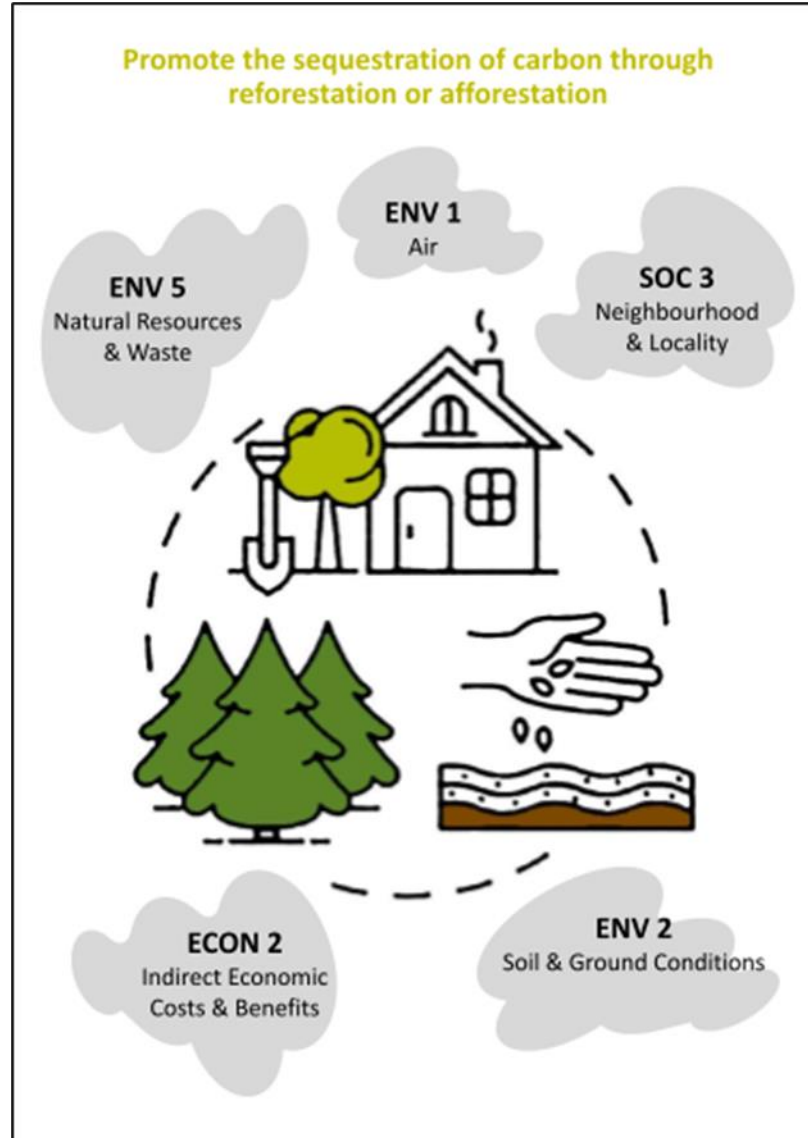 Promote the sequestration of carbon through
reforestation or afforestation
ENV 1
Air
ENV 5
Natural Resources
& Waste
SOC 3
Neighbourhood
& Locality
ECON 2
Indirect Economic
Costs & Benefits
ENV 2
Soil & Ground Conditions